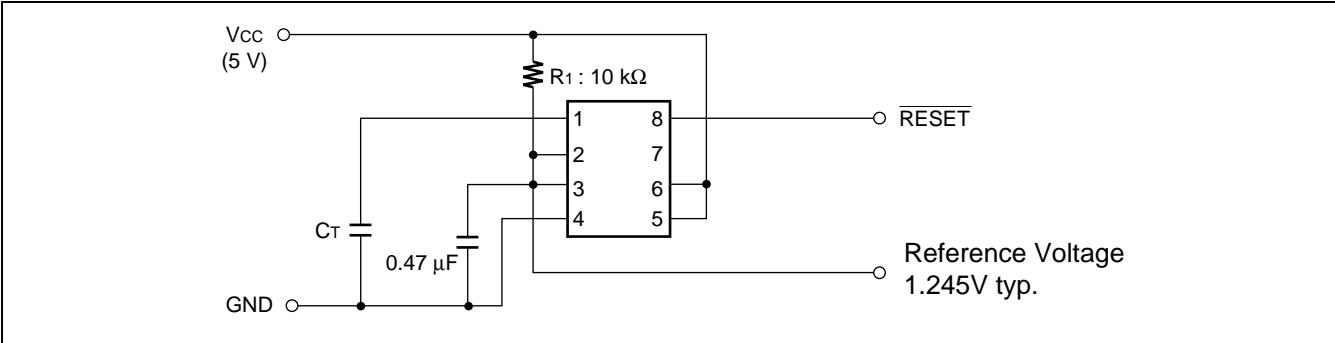 VCC
(5 V)
R1 : 10 kΩ
1 8
2 7
3 6
4 5
RESET
CT
0.47 μF
Reference Voltage
1.245V typ.
GND